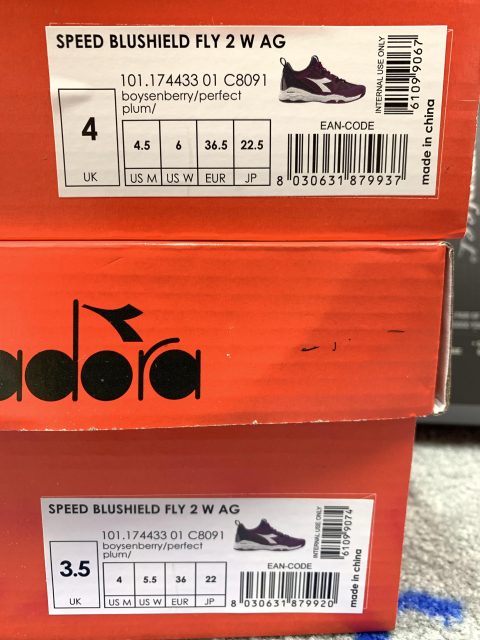 SPEED BLUSHIELD FLY 2 W AG
101.174433 01 C8091
boysenberry/perfect
plum/
INTERNAL USE ONLY
61099067
4
UK
4.5 6 36.5 22.5
US M US W EUR JP
EAN-CODE
8 030631 879937
made in china
adora
SPEED BLUSHIELD FLY 2 W AG
101.174433 01 C8091
boysenberry/perfect
plum/
INTERNAL USE ONLY
61099074
3.5
UK
4 5.5 36 22
US M US W EUR JP
EAN-CODE
8 030631 879920
made in china